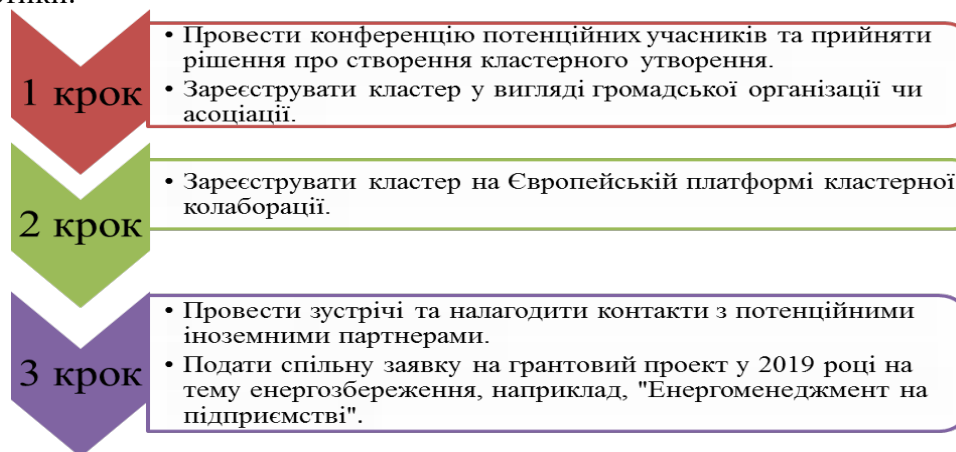 1 крок
• Провести конференцію потенційних учасників та прийняти
рішення про створення кластерного утворення.
• Зареєструвати кластер у вигляді громадської організації чи
асоціації.
2 крок
• Зареєструвати кластер на Європейській платформі кластерної
колаборації.
3 крок
• Провести зустрічі та налагодити контакти з потенційними
іноземними партнерами.
• Подати спільну заявку на грантовий проект у 2019 році на
тему енергозбереження, наприклад, "Енергоменеджмент на
підприємстві".